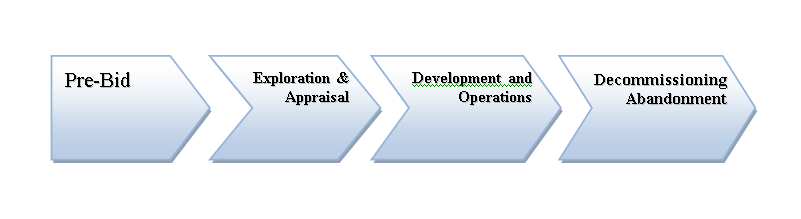 Pre-Bid
Exploration &
Appraisal
Development and
Operations
Decommissioning
Abandonment